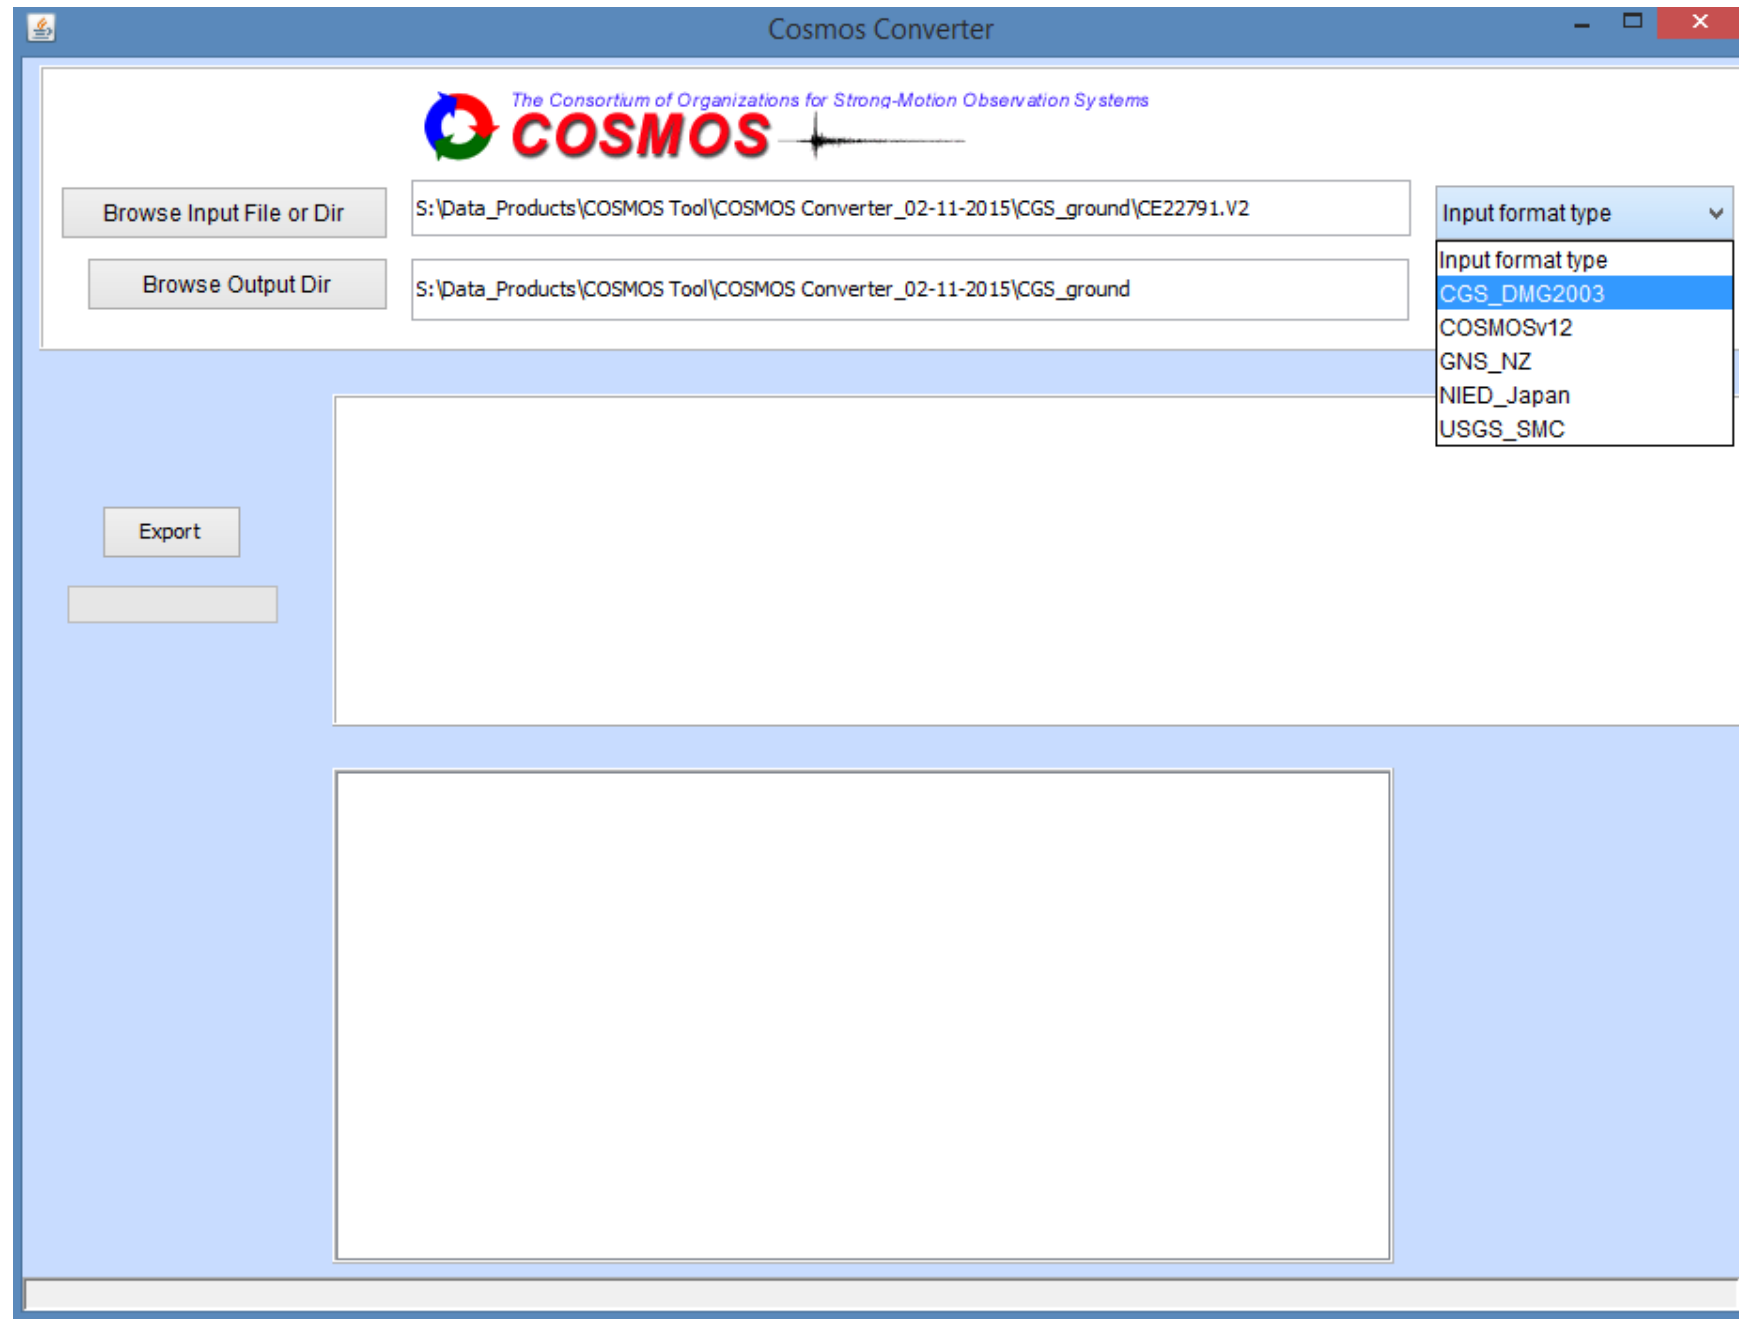 Cosmos Converter
The Consortium of Organizations for Strong-Motion Observation Systems
COSMOS
Browse Input File or Dir
S:\Data_Products\COSMOS Tool\COSMOS Converter_02-11-2015\CGS_ground\CE22791.V2
Input format type
Browse Output Dir
S:\Data_Products\COSMOS Tool\COSMOS Converter_02-11-2015\CGS_ground
Input format type
CGS_DMG2003
COSMOSv12
GNS_NZ
NIED_Japan
USGS_SMC
Export